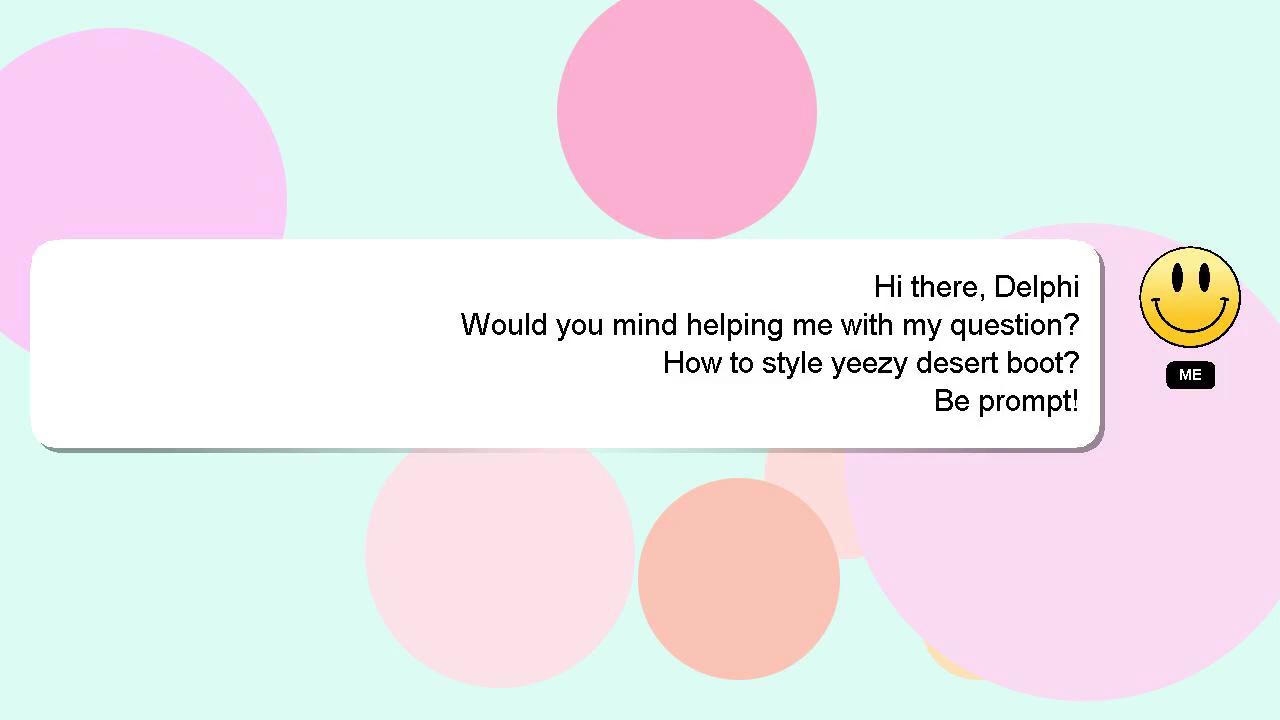 Hi there, Delphi
Would you mind helping me with my question?
How to style yeezy desert boot?
Be prompt!
ME